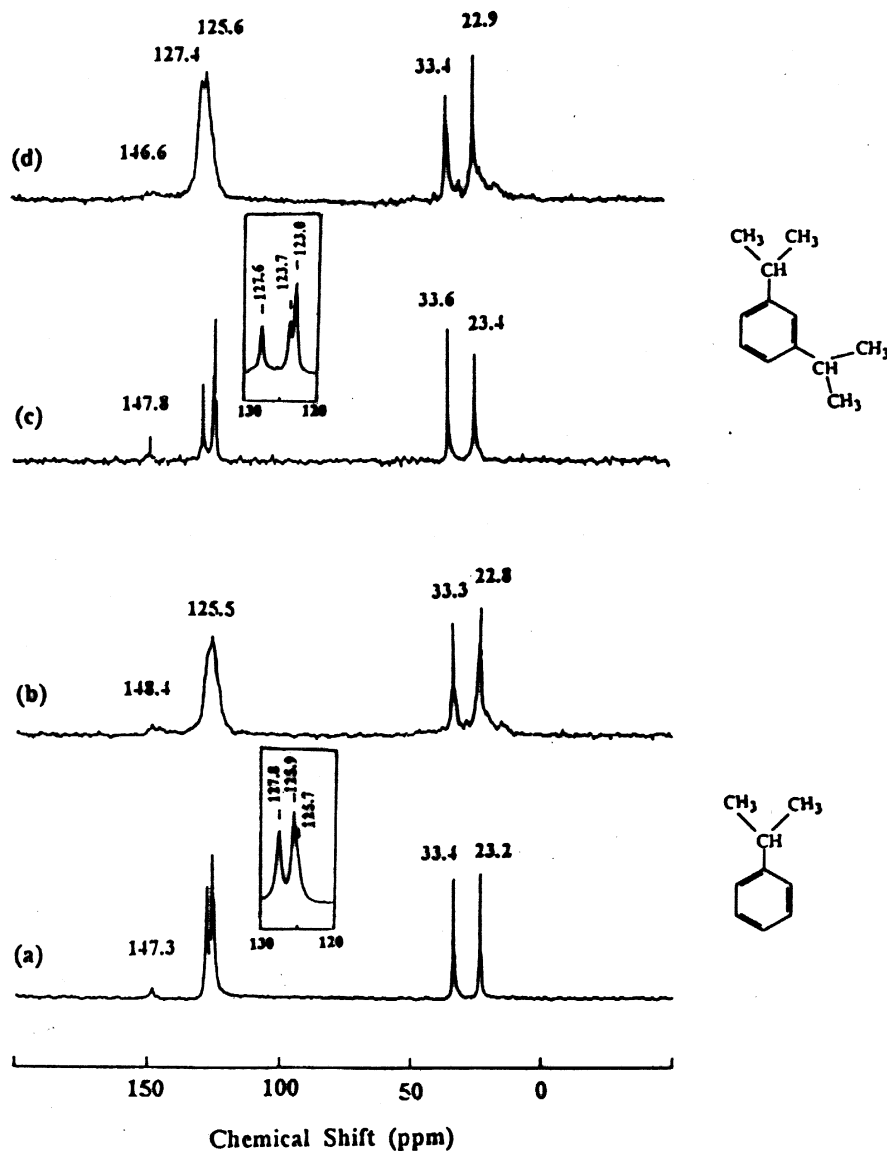 125.6
127.4
22.9
33.4
(d)
146.6
130
120
127.6
123.7
123.0
33.6
23.4
147.8
(c)
CH3
CH3
CH
CH
CH3
CH3
125.5
33.3
22.8
(b)
148.4
127.8
125.9
125.7
130
120
33.4
23.2
147.3
(a)
CH3
CH3
CH
150
100
50
0
Chemical Shift (ppm)